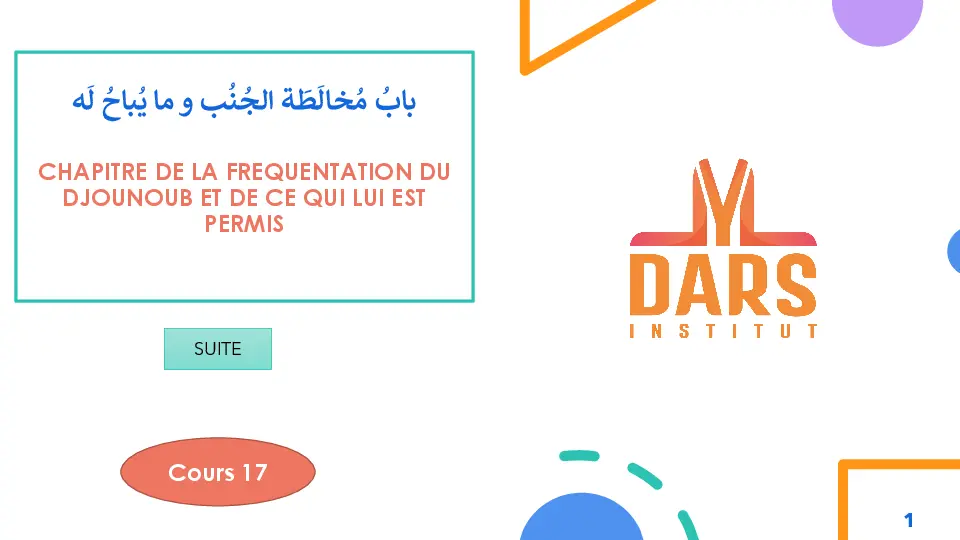 بابُ مُخالَطَة الجُنُب و ما يُباحُ لَه
CHAPITRE DE LA FREQUENTATION DU
DJOUNOUB ET DE CE QUI LUI EST
PERMIS
SUITE
Cours 17
DARS
INSTITUT
1